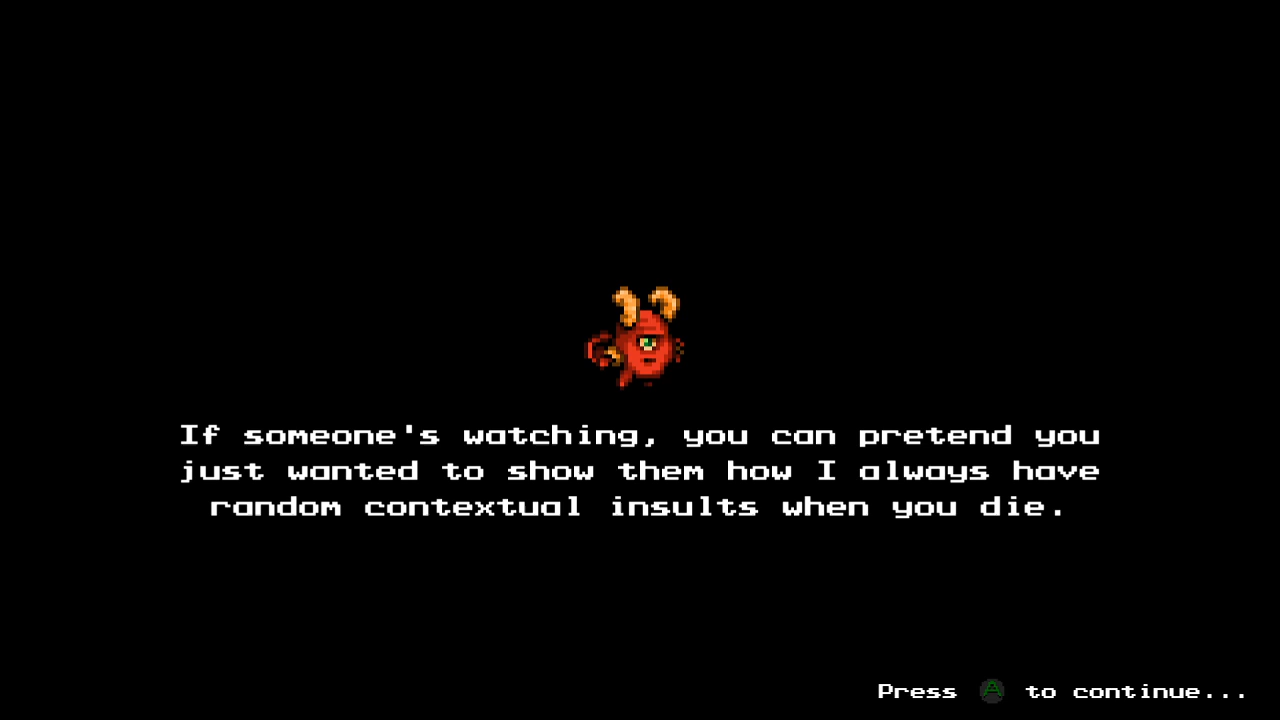 If someone's watching, you can pretend you
just wanted to show them how I always have
random contextual insults when you die.
Press A to continue...